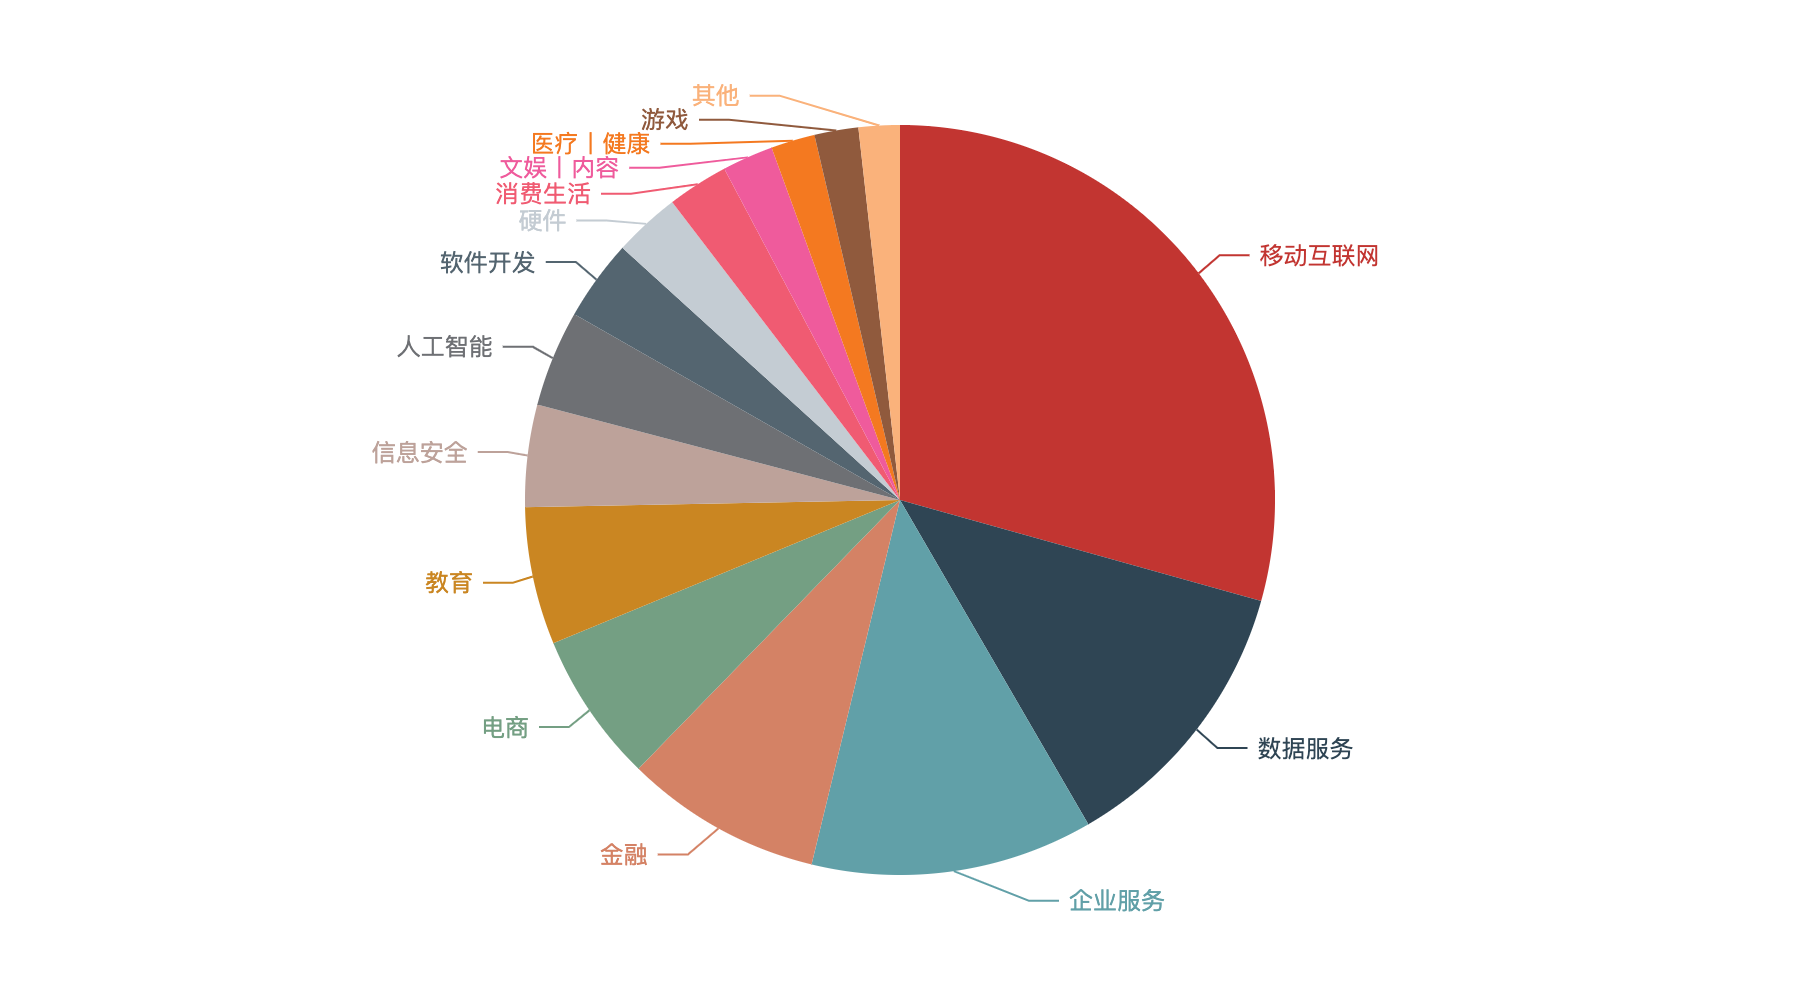 其他
游戏
医疗丨健康
文娱丨内容
消费生活
硬件
软件开发
移动互联网
人工智能
信息安全
教育
电商
数据服务
金融
企业服务